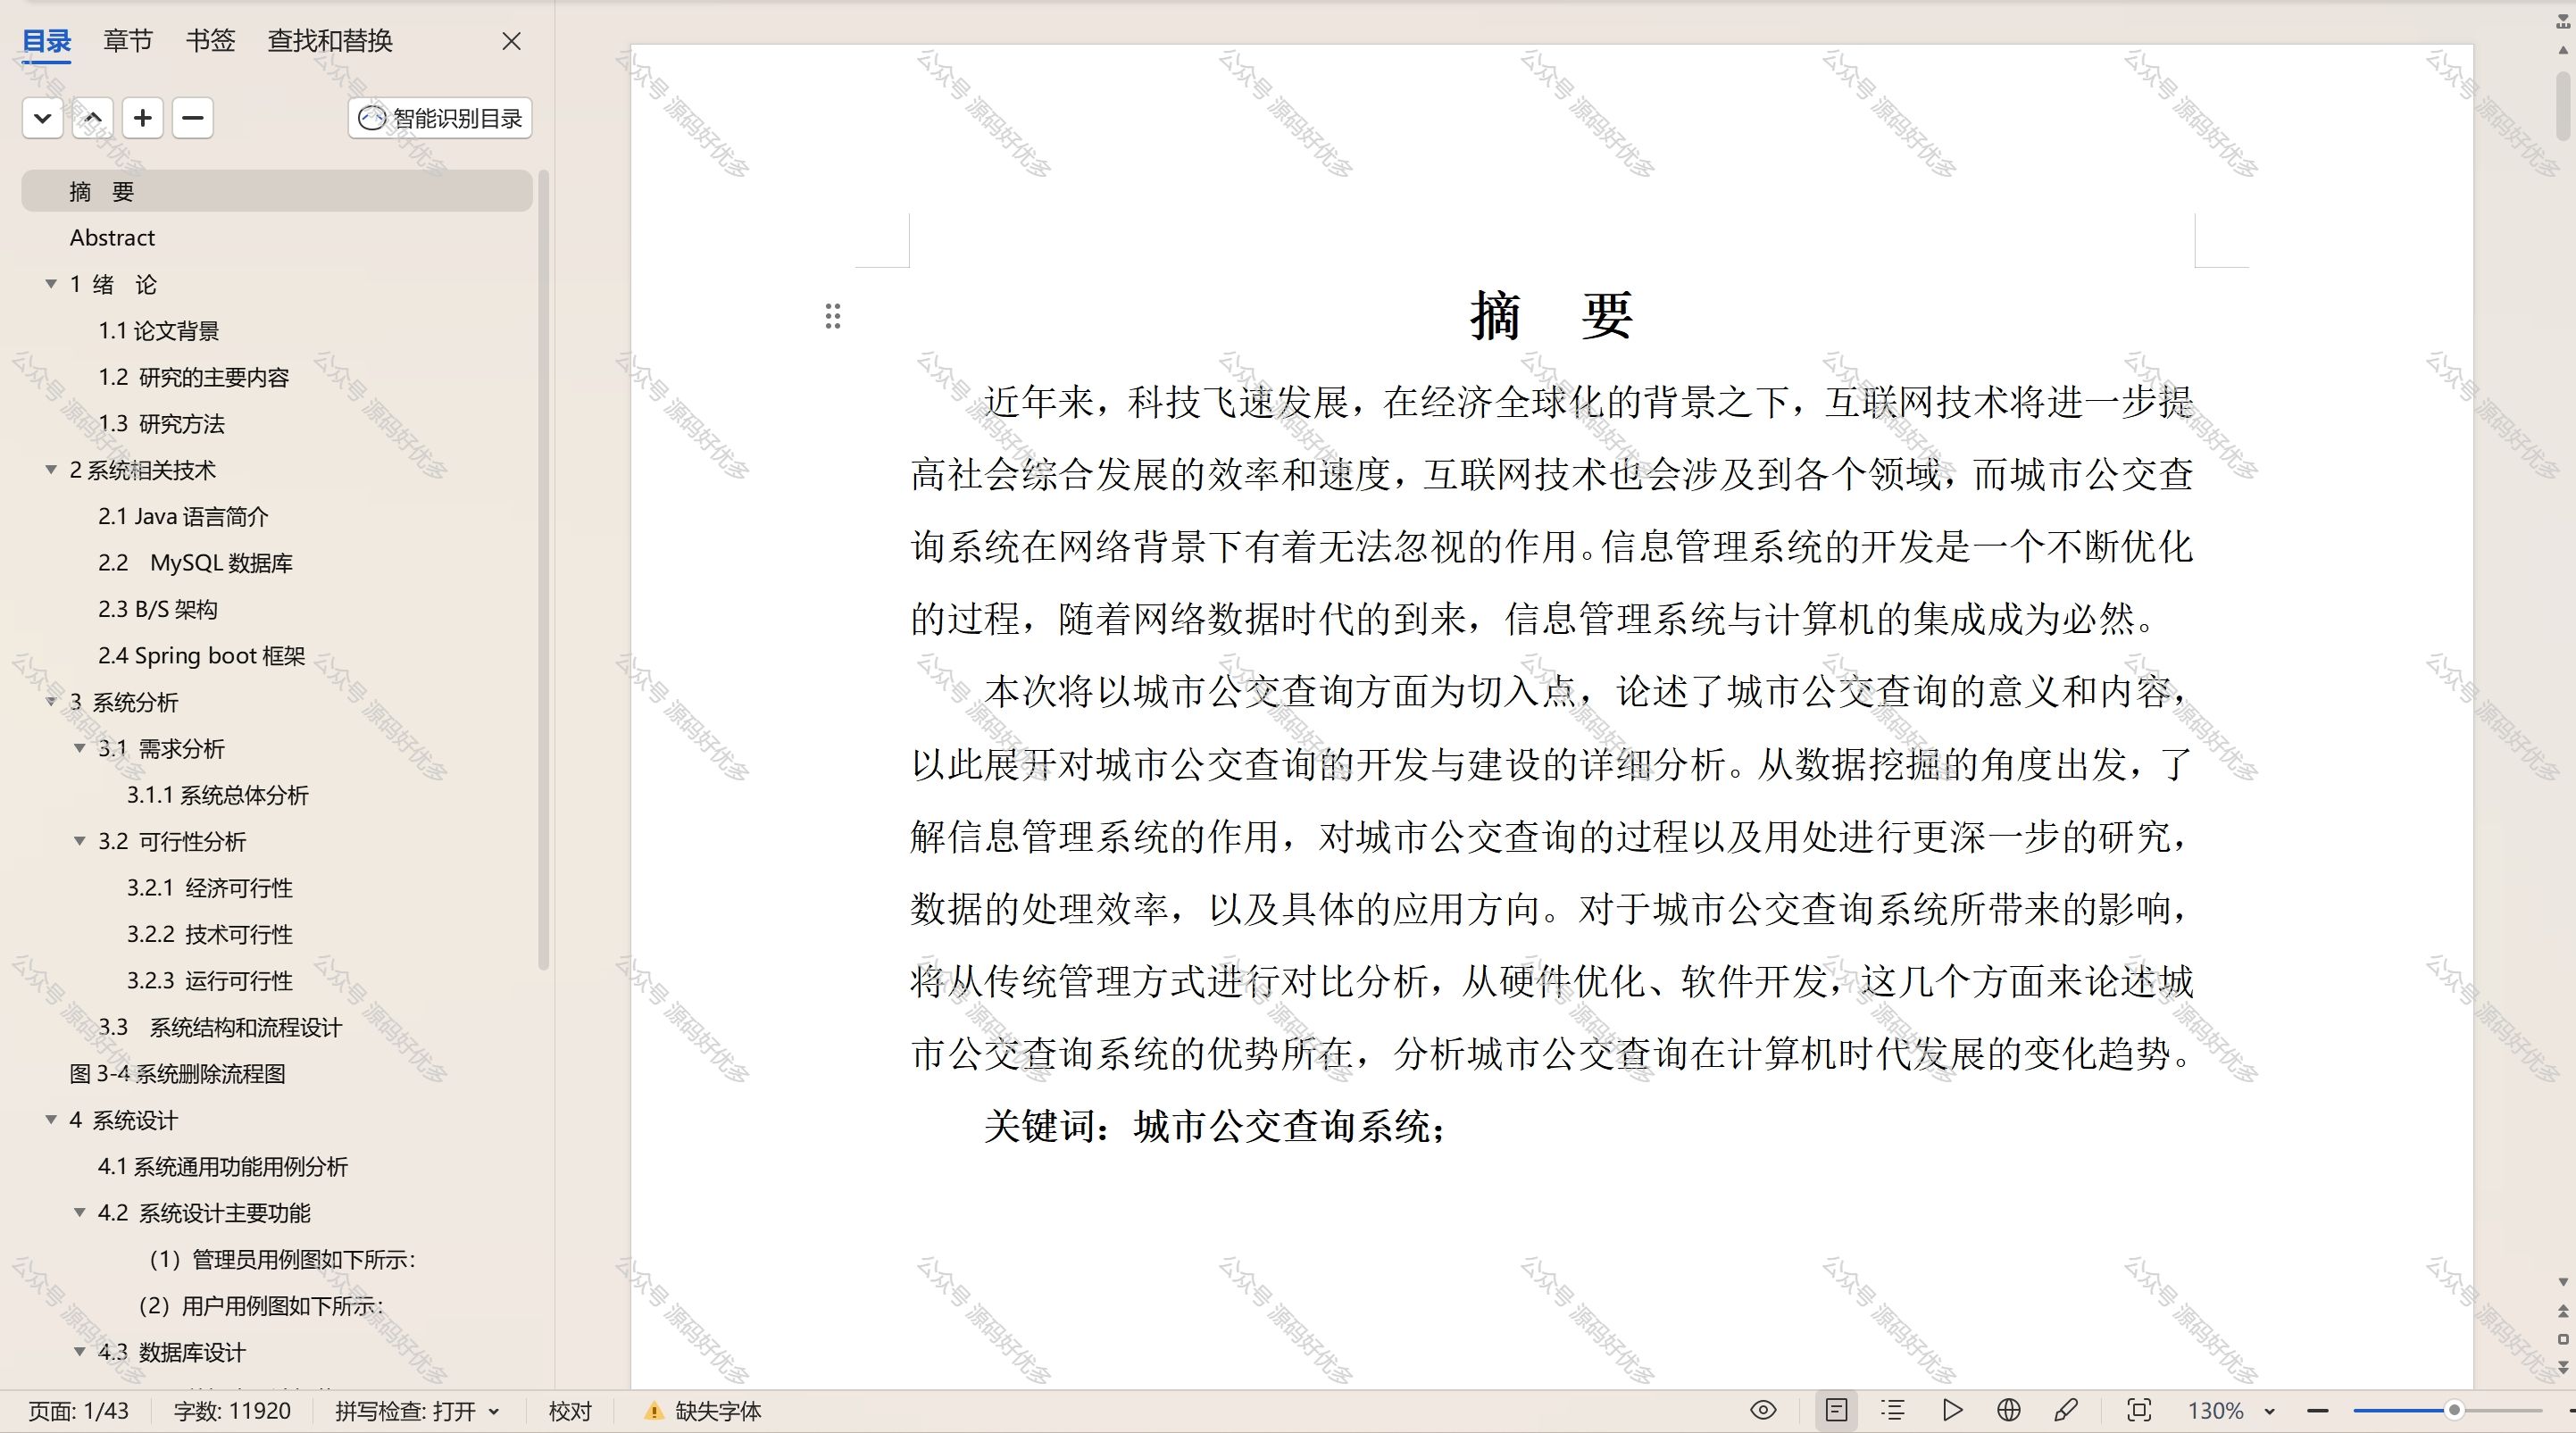 目录 章节 书签 查找和替换
智能识别目录
摘 要
Abstract
1 绪 论
1.1 论文背景
1.2 研究的主要内容
1.3 研究方法
2 系统相关技术
2.1 Java 语言简介
2.2 MySQL 数据库
2.3 B/S 架构
2.4 Spring boot 框架
3 系统分析
3.1 需求分析
3.1.1 系统总体分析
3.2 可行性分析
3.2.1 经济可行性
3.2.2 技术可行性
3.2.3 运行可行性
3.3 系统结构和流程设计
图 3-4 系统删除流程图
4 系统设计
4.1 系统通用功能用例分析
4.2 系统设计主要功能
（1）管理员用例图如下所示：
（2）用户用例图如下所示：
4.3 数据库设计
摘 要
近年来，科技飞速发展，在经济全球化的背景之下，互联网技术将进一步提
高社会综合发展的效率和速度，互联网技术也会涉及到各个领域，而城市公交查
询系统在网络背景下有着无法忽视的作用。信息管理系统的开发是一个不断优化
的过程，随着网络数据时代的到来，信息管理系统与计算机的集成成为必然。
本次将以城市公交查询方面为切入点，论述了城市公交查询的意义和内容，
以此展开对城市公交查询的开发与建设的详细分析。从数据挖掘的角度出发，了
解信息管理系统的作用，对城市公交查询的过程以及用处进行更深一步的研究，
数据的处理效率，以及具体的应用方向。对于城市公交查询系统所带来的影响，
将从传统管理方式进行对比分析，从硬件优化、软件开发，这几个方面来论述城
市公交查询系统的优势所在，分析城市公交查询在计算机时代发展的变化趋势。
关键词：城市公交查询系统；
页面: 1/43 字数: 11920 拼写检查: 打开 校对 缺失字体 130%
公众号 源码好优多